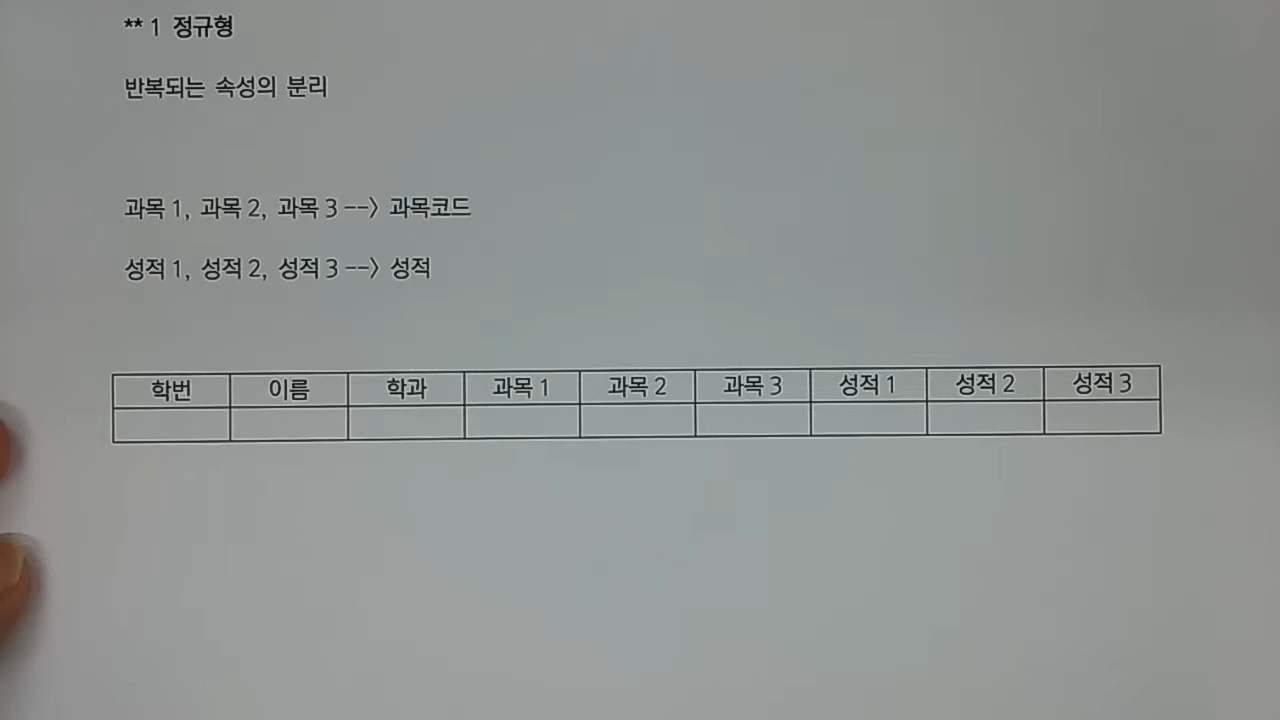 ** 1 정규형
반복되는 속성의 분리
과목1, 과목2, 과목3 --> 과목코드
성적1, 성적2, 성적3 --> 성적
학번 이름 학과 과목1 과목2 과목3 성적1 성적2 성적3